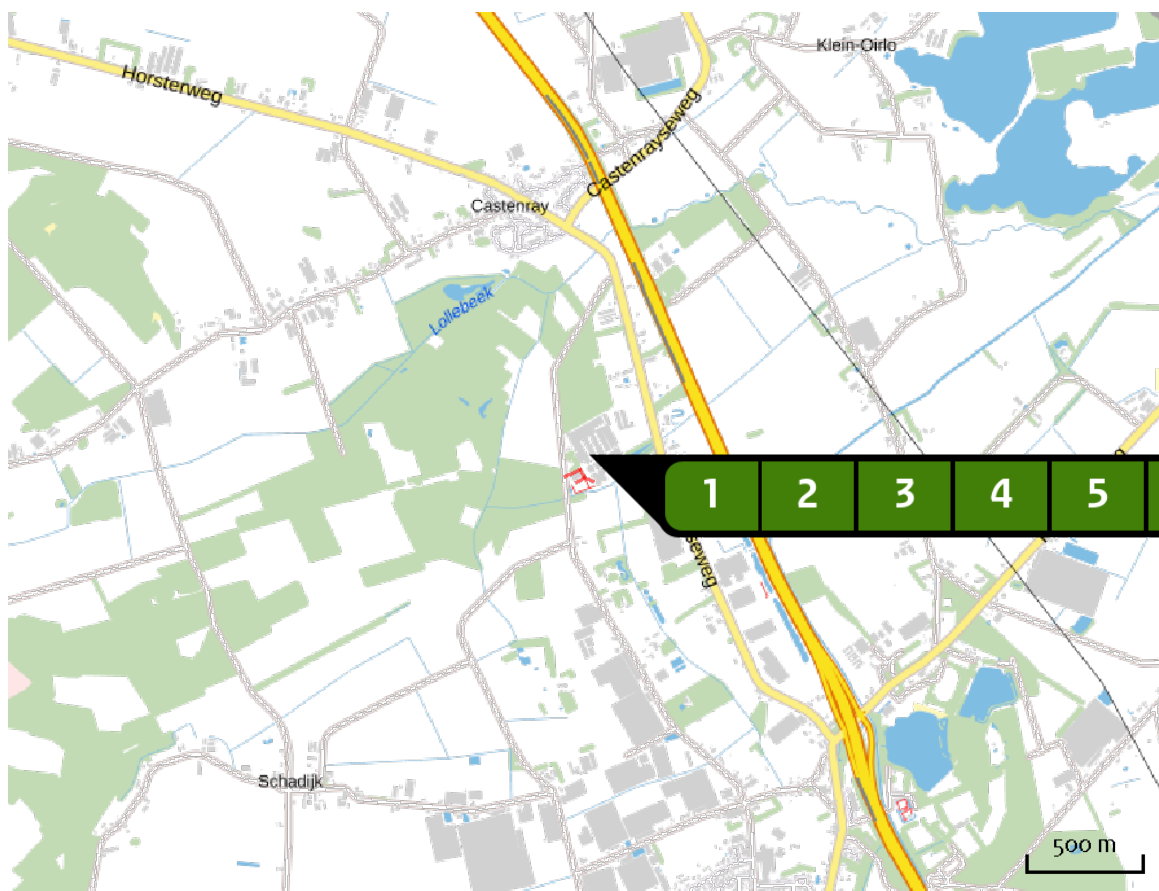 Klein-Oirlo
Horsterweg
Castenrayseweg
Castenray
Lollebeek
1 2 3 4 5
seweg
Schadijk
500 m